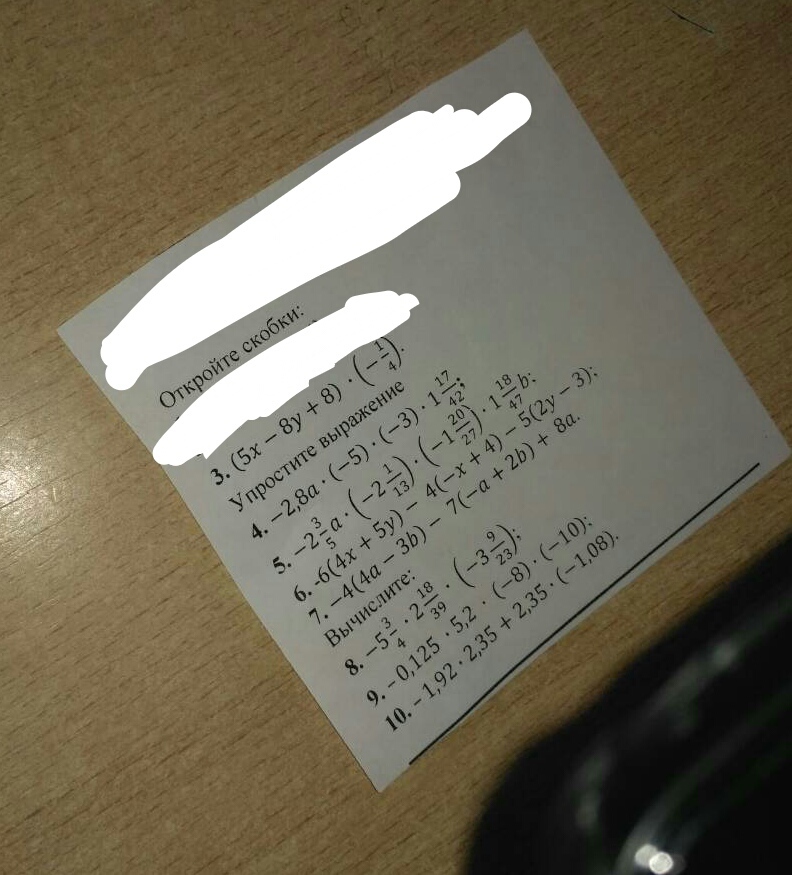 Откройте скобки:
3. (5x − 8y + 8) · (−1/4).
Упростите выражение
4. −2,8a · (−5) · (−3) · 1 17/42;
5. −2 3/5 a · (−2 1/13) · (−1 20/27) · 1 18/47 b;
6. -6(4x + 5y) − 4(−x + 4) − 5(2y − 3);
7. −4(4a − 3b) − 7(−a + 2b) + 8a.
Вычислите:
8. −5 3/4 · 2 18/39 · (−3 9/23);
9. − 0,125 · 5,2 · (−8) · (−10);
10. − 1,92 · 2,35 + 2,35 · (−1,08).